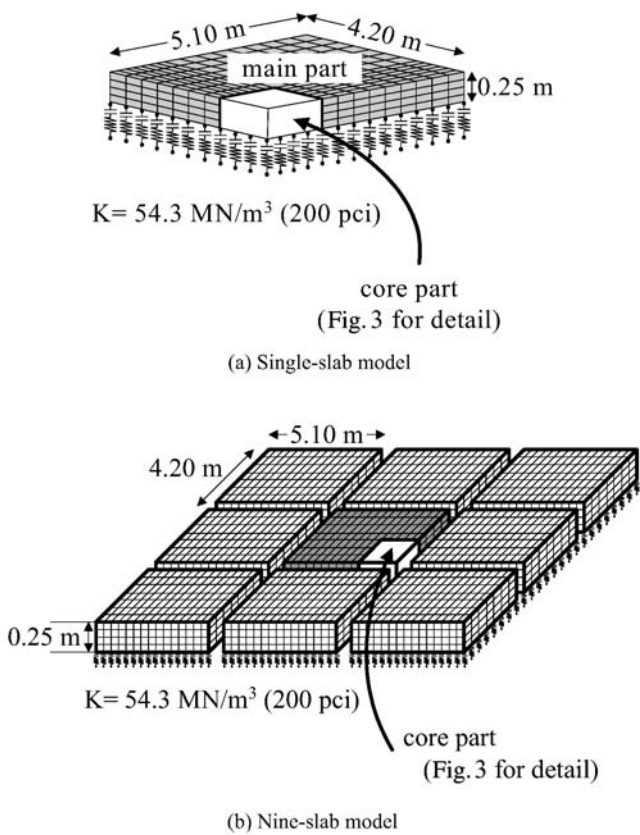 5.10 m
4.20 m
main part
0.25 m
K= 54.3 MN/m³ (200 pci)
core part
(Fig. 3 for detail)
(a) Single-slab model
5.10 m
4.20 m
0.25 m
K= 54.3 MN/m³ (200 pci)
core part
(Fig. 3 for detail)
(b) Nine-slab model